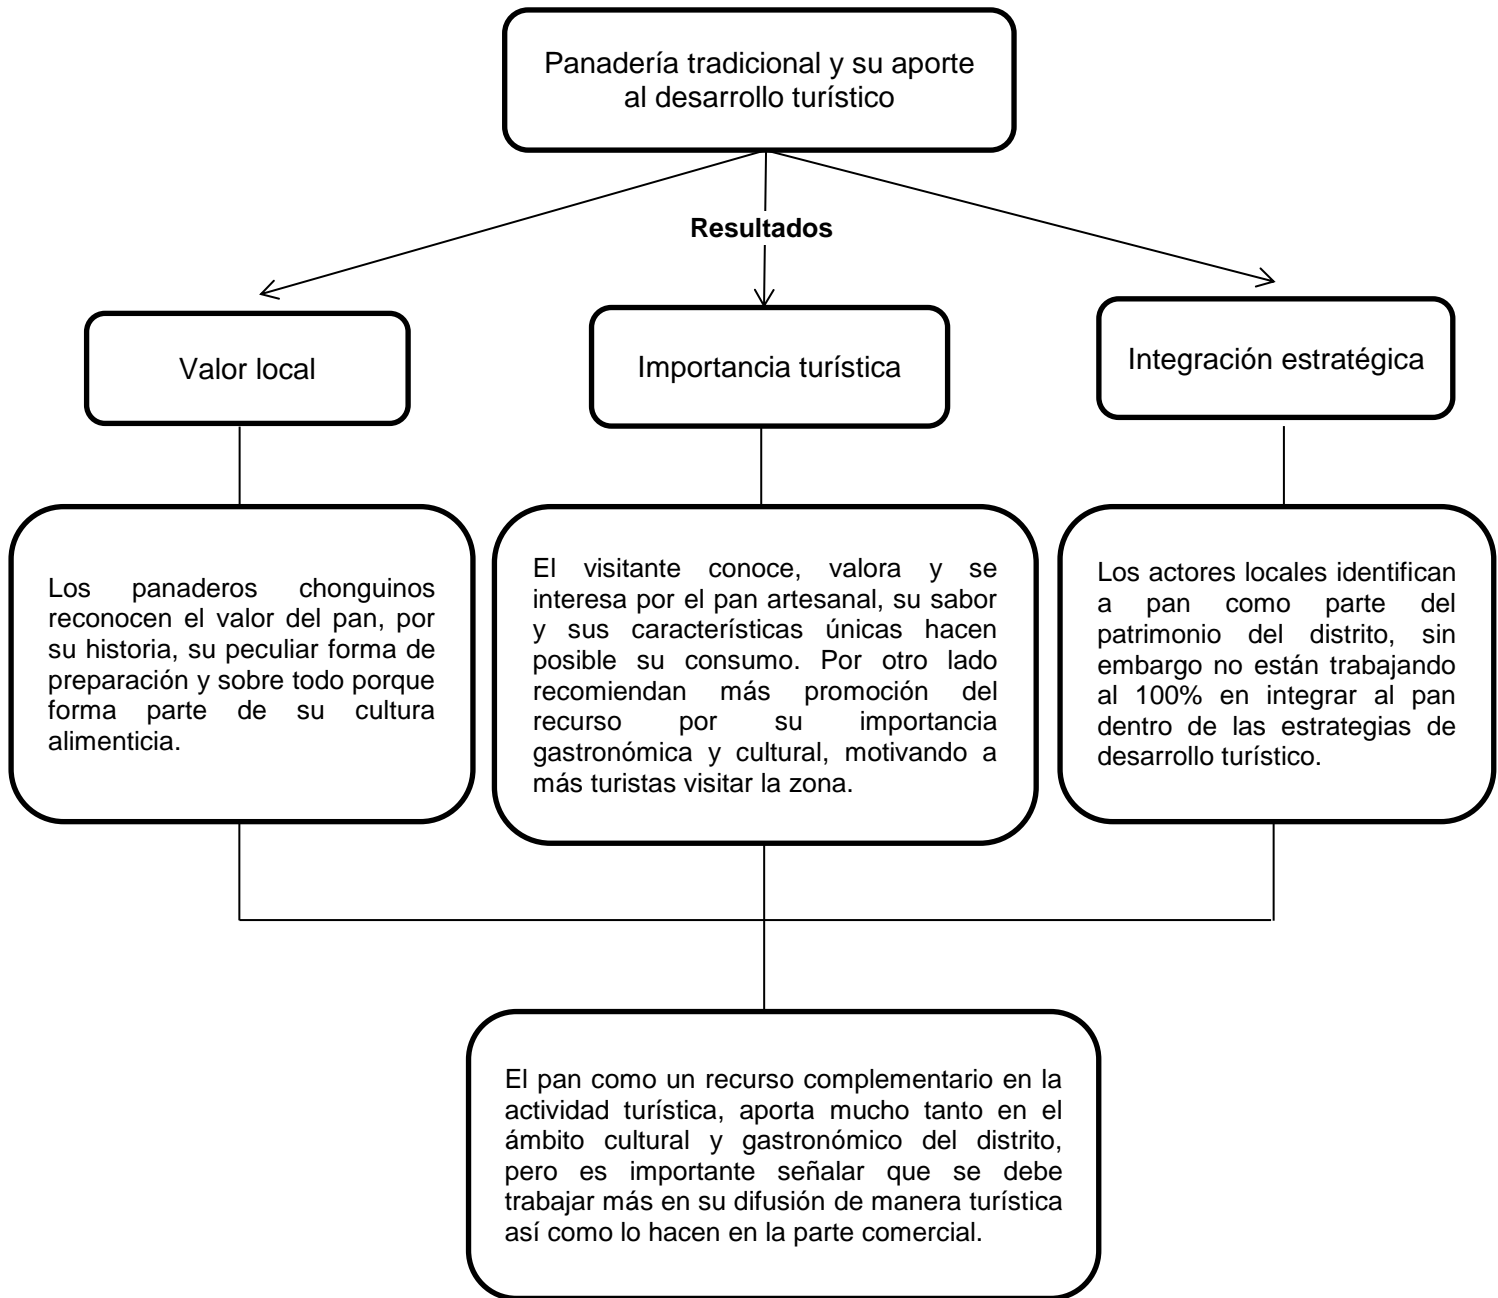 Panadería tradicional y su aporte
al desarrollo turístico
Resultados
Valor local
Importancia turística
Integración estratégica
Los panaderos chonguinos
reconocen el valor del pan, por
su historia, su peculiar forma de
preparación y sobre todo porque
forma parte de su cultura
alimenticia.
El visitante conoce, valora y se
interesa por el pan artesanal, su sabor
y sus características únicas hacen
posible su consumo. Por otro lado
recomiendan más promoción del
recurso por su importancia
gastronómica y cultural, motivando a
más turistas visitar la zona.
Los actores locales identifican
a pan como parte del
patrimonio del distrito, sin
embargo no están trabajando
al 100% en integrar al pan
dentro de las estrategias de
desarrollo turístico.
El pan como un recurso complementario en la
actividad turística, aporta mucho tanto en el
ámbito cultural y gastronómico del distrito,
pero es importante señalar que se debe
trabajar más en su difusión de manera turística
así como lo hacen en la parte comercial.